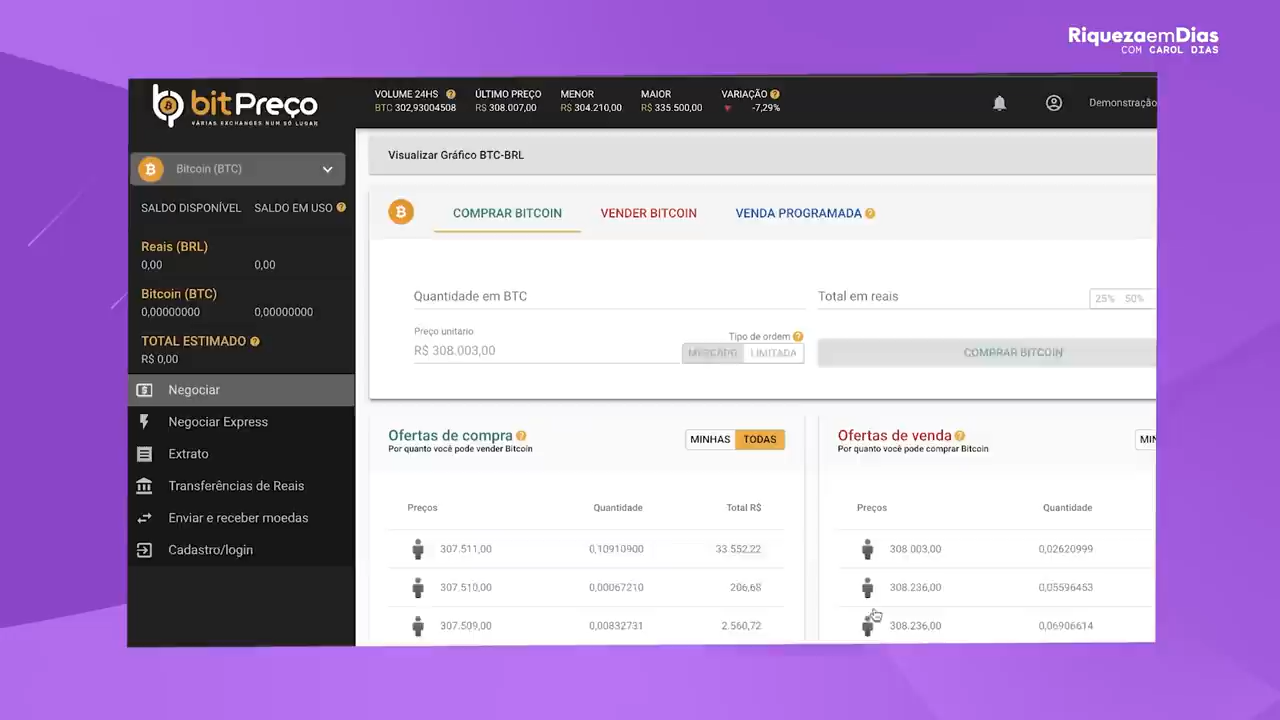 RiquezaemDias
COM CAROL DIAS
bitPreço
VÁRIAS EXCHANGES NUM SÓ LUGAR
VOLUME 24HS ? ÚLTIMO PREÇO MENOR MAIOR VARIAÇÃO ?
BTC 302,93004508 R$ 308.007,00 R$ 304.210,00 R$ 335.500,00 -7,29%
Demonstração
Bitcoin (BTC)
SALDO DISPONÍVEL SALDO EM USO ?
Reais (BRL)
0,00 0,00
Bitcoin (BTC)
0,00000000 0,00000000
TOTAL ESTIMADO ?
R$ 0,00
Negociar
Negociar Express
Extrato
Transferências de Reais
Enviar e receber moedas
Cadastro/login
Visualizar Gráfico BTC-BRL
COMPRAR BITCOIN VENDER BITCOIN VENDA PROGRAMADA ?
Quantidade em BTC Total em reais 25% 50%
Preço unitário
Tipo de ordem ?
R$ 308.003,00 MERCADO LIMITADA COMPRAR BITCOIN
Ofertas de compra ? MINHAS TODAS
Por quanto você pode vender Bitcoin
Preços Quantidade Total R$
307.511,00 0,10910900 33.552,22
307.510,00 0,00067210 206,68
307.509,00 0,00832731 2.560,72
Ofertas de venda ? MIN
Por quanto você pode comprar Bitcoin
Preços Quantidade
308.003,00 0,02620999
308.236,00 0,05596453
308.236,00 0,06906614